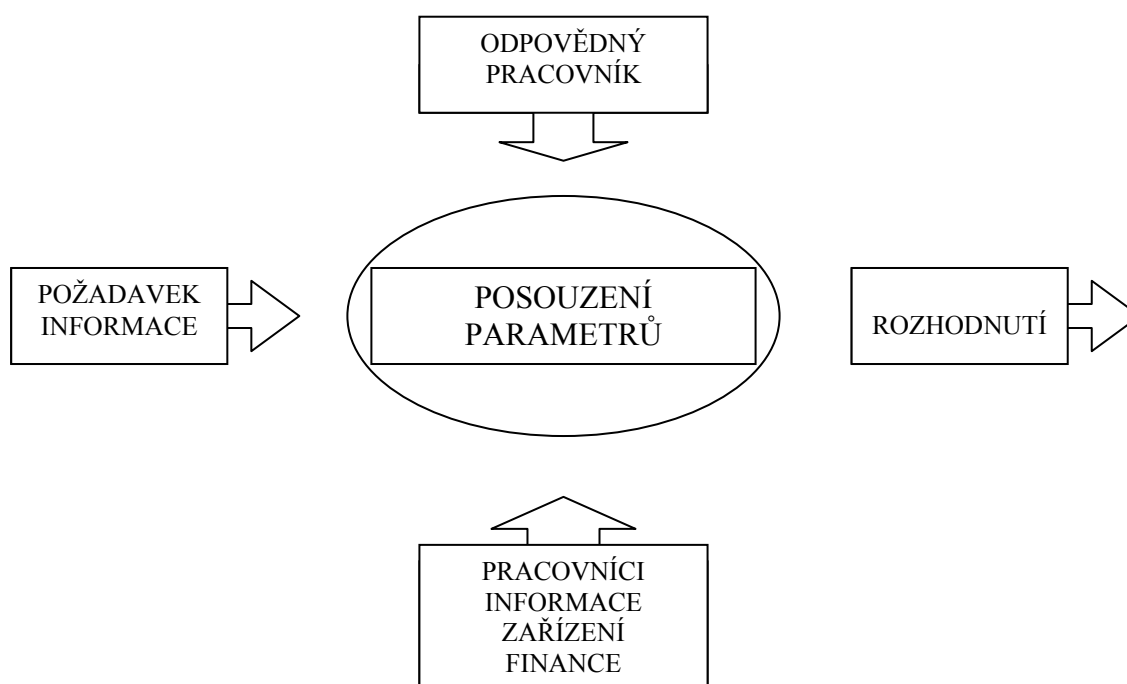 ODPOVĚDNÝ
PRACOVNÍK
POŽADAVEK
INFORMACE
POSOUZENÍ
PARAMETRŮ
ROZHODNUTÍ
PRACOVNÍCI
INFORMACE
ZAŘÍZENÍ
FINANCE